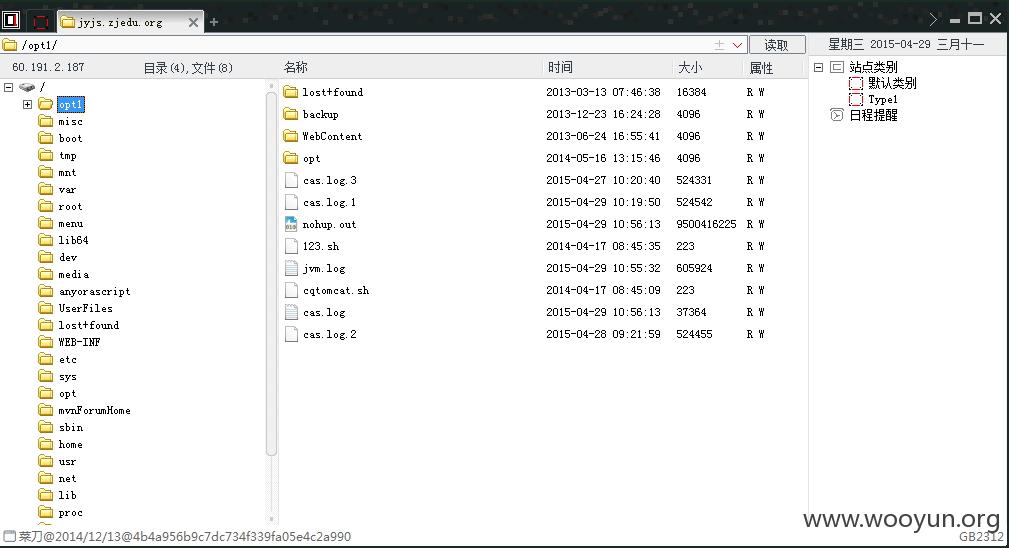 jyjs.zjedu.org
/opt1/ 读取 星期三 2015-04-29 三月十一
60.191.2.187 目录(4),文件(8) 名称 时间 大小 属性
/
opt1
misc
boot
tmp
mnt
var
root
menu
lib64
dev
media
anyorascript
UserFiles
lost+found
WEB-INF
etc
sys
opt
mvnForumHome
sbin
home
usr
net
lib
proc
lost+found 2013-03-13 07:46:38 16384 R W
backup 2013-12-23 16:24:28 4096 R W
WebContent 2013-06-24 16:55:41 4096 R W
opt 2014-05-16 13:15:46 4096 R W
cas.log.3 2015-04-27 10:20:40 524331 R W
cas.log.1 2015-04-29 10:19:50 524542 R W
nohup.out 2015-04-29 10:56:13 9500416225 R W
123.sh 2014-04-17 08:45:35 223 R W
jvm.log 2015-04-29 10:55:32 605924 R W
cqtomcat.sh 2014-04-17 08:45:09 223 R W
cas.log 2015-04-29 10:56:13 37364 R W
cas.log.2 2015-04-28 09:21:59 524455 R W
站点类别
默认类别
Type1
日程提醒
www.wooyun.org
菜刀@2014/12/13@4b4a956b9c7dc734f339fa05e4c2a990 GB2312